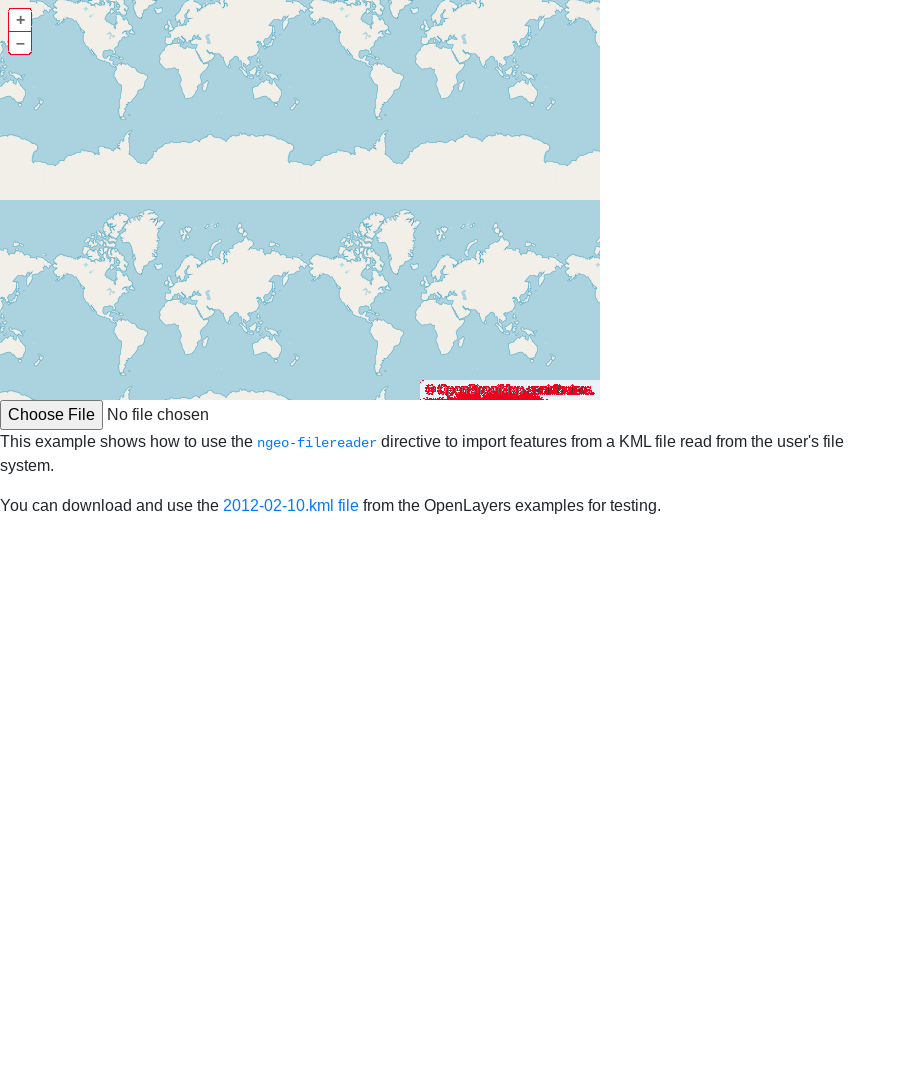 +
−
Choose File No file chosen
This example shows how to use the ngeo-filereader directive to import features from a KML file read from the user's file
system.
You can download and use the 2012-02-10.kml file from the OpenLayers examples for testing.